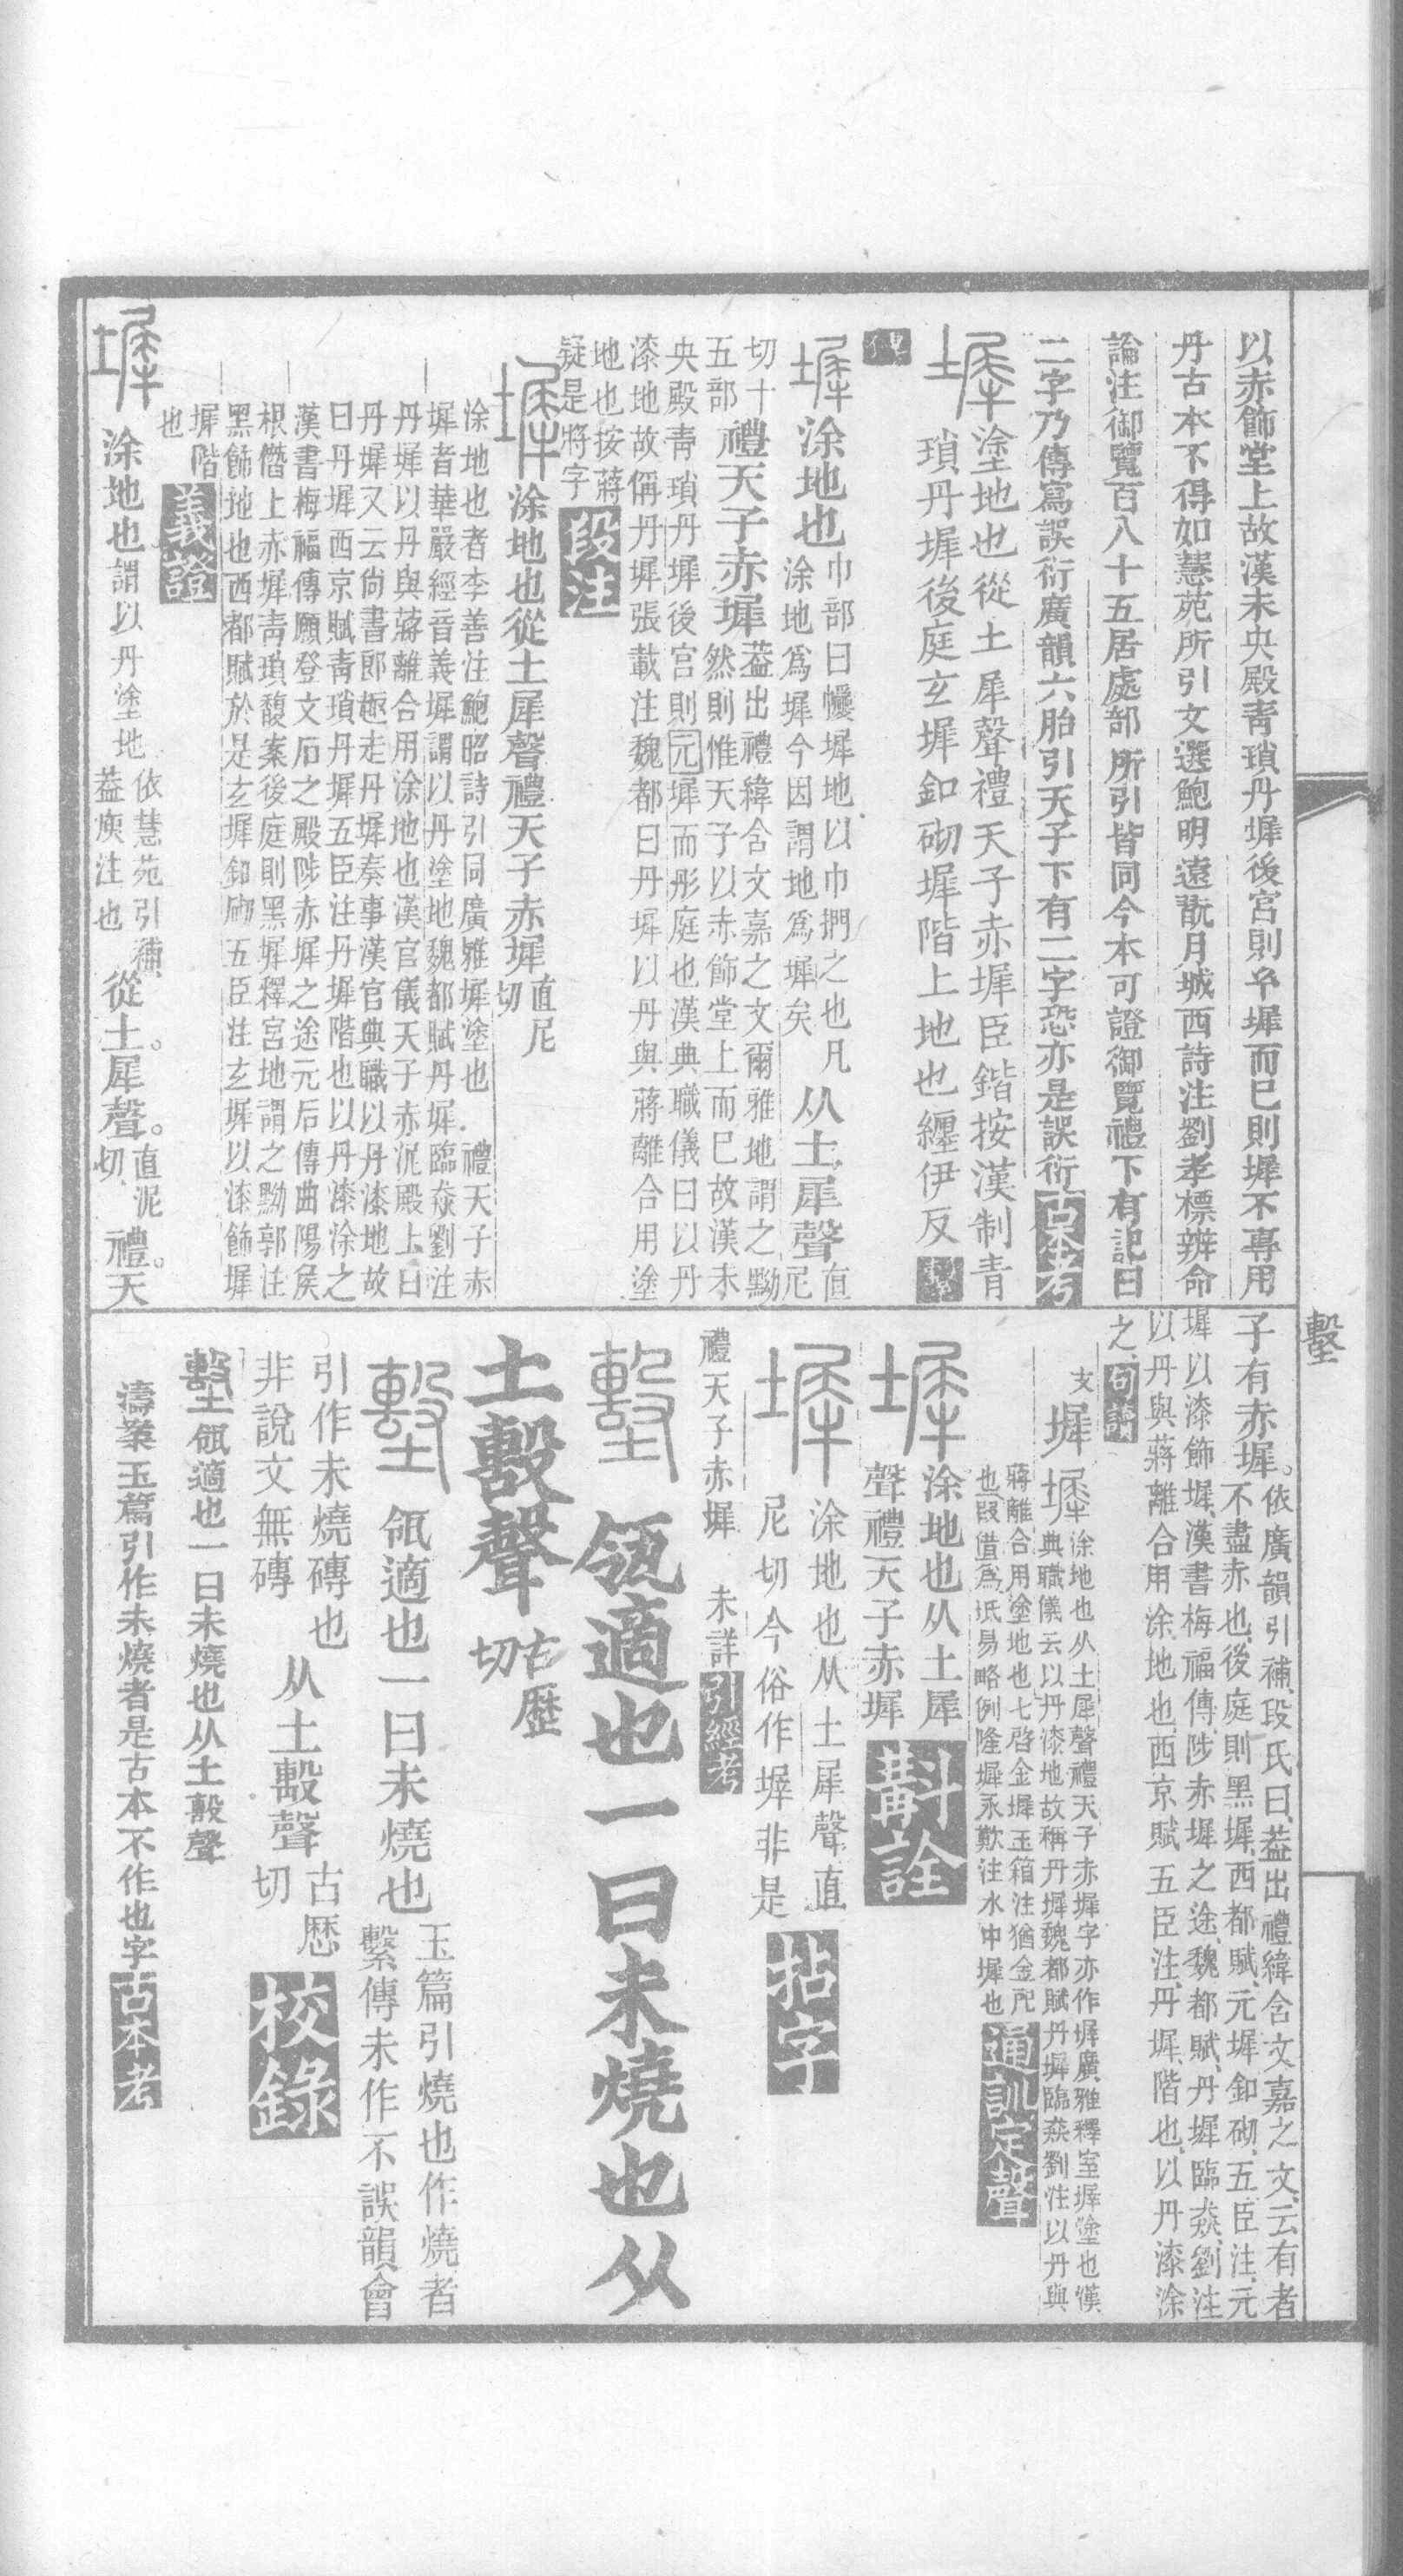 以赤飾堂上故漢未央殿靑瑣丹墀後宮則玄墀而已則墀不專用
丹古本不得如慧苑所引文選鮑明遠翫月城西詩注劉孝標辨命
論注御覽百八十五居處部所引皆同今本可證御覽禮下有記曰
二字乃傳寫誤衍廣韻六脂引天子下有二字恐亦是誤衍古本考
墀塗地也從土犀聲禮天子赤墀臣鍇按漢制青
瑣丹墀後庭玄墀釦砌墀階上地也纏伊反繫
傳
墀涂地也巾部曰㡪墀地以巾捫之也凡
涂地爲墀今因謂地爲墀矣从土犀聲直尼
切十五部禮天子赤墀葢出禮緯含文嘉之文爾雅地謂之黝
然則惟天子以赤飾堂上而已故漢未
央殿靑瑣丹墀後宮則元墀而彤庭也漢典職儀曰以丹
漆地故偁丹墀張載注魏都曰丹墀以丹與蔣離合用塗
地也按蔣
疑是將字段注
墀涂地也從土犀聲禮天子赤墀直尼切
涂地也者李善注鮑昭詩引同廣雅墀塗也 禮天子赤
墀者華嚴經音義墀謂以丹塗地魏都賦丹墀臨猋劉注
丹墀以丹與蔣離合用涂地也漢官儀天子赤泥殿上曰
丹墀又云尙書郎趨走丹墀奏事漢官典職以丹漆地故
曰丹墀西京賦靑瑣丹墀五臣注丹墀階也以丹漆涂之
漢書梅福傳願登文石之殿陟赤墀之途元后傳曲陽侯
根僭上赤墀靑瑣馥案後庭則黑墀釋宮地謂之黝郭注
黑飾地也西都賦於是玄墀釦砌五臣注玄墀以漆飾墀
墀階
也義證
墀涂地也謂以丹塗地依慧苑引補
葢庾注也從土。犀聲。直泥切禮。天
子有赤墀。依廣韻引補段氏曰葢出禮緯含文嘉之文云有者
不盡赤也後庭則黑墀西都賦元墀釦砌五臣注元
墀以漆飾墀漢書梅福傳陟赤墀之途魏都賦丹墀臨猋劉注
以丹與蔣離合用涂地也西京賦五臣注丹墀階也以丹漆涂
之句讀
支墀墀涂地也从土犀聲禮天子赤墀字亦作墀廣雅釋室墀塗也漢
典職儀云以丹漆地故稱丹墀魏都賦丹墀臨猋劉注以丹與
蔣離合用塗地也七啓金墀玉箱注猶金戺
也叚借爲坻易略例隆墀永歎注水中墀也通訓定聲
墀涂地也从土犀
聲禮天子赤墀斠詮
墀涂地也从土犀聲直
尼切今俗作墀非是拈字
禮天子赤墀 未詳引經考
墼瓴適也一曰未燒也从
土毄聲古歷切
墼瓴適也一曰未燒也玉篇引燒也作燒者
繫傳未作不誤韻會
引作未燒磚也
非說文無磚从土毄聲古厯切校錄
墼瓴適也一曰未燒也从土毄聲
濤案玉篇引作未燒者是古本不作也字古本考
墼